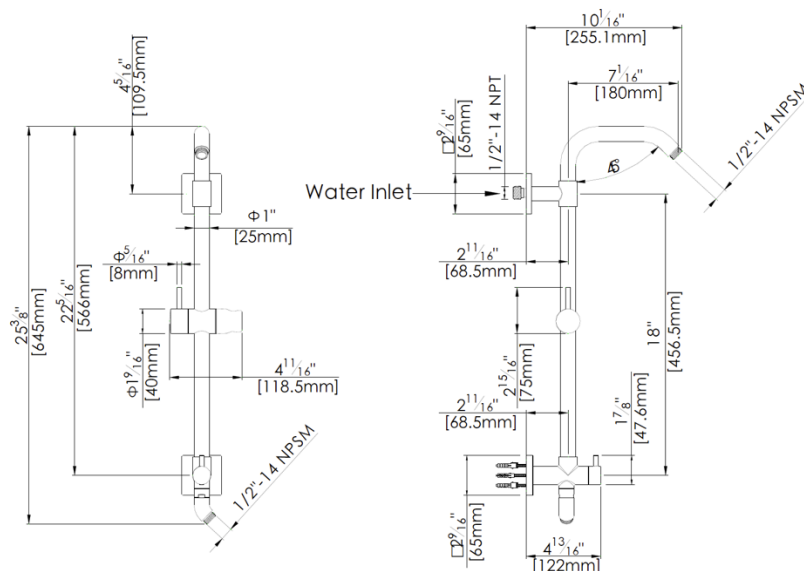 10 1/16"
[255.1mm]
4 5/16"
[109.5mm]
7 1/16"
[180mm]
□2 9/16"
[65mm]
1/2"-14 NPT
1/2"-14 NPSM
45°
Water Inlet
Φ1"
[25mm]
Φ5/16"
[8mm]
2 11/16"
[68.5mm]
25 3/8"
[645mm]
22 5/16"
[566mm]
18"
[456.5mm]
Φ1 9/16"
[40mm]
4 11/16"
[118.5mm]
2 15/16"
[75mm]
2 11/16"
[68.5mm]
1 7/8"
[47.6mm]
1/2"-14 NPSM
□2 9/16"
[65mm]
4 13/16"
[122mm]